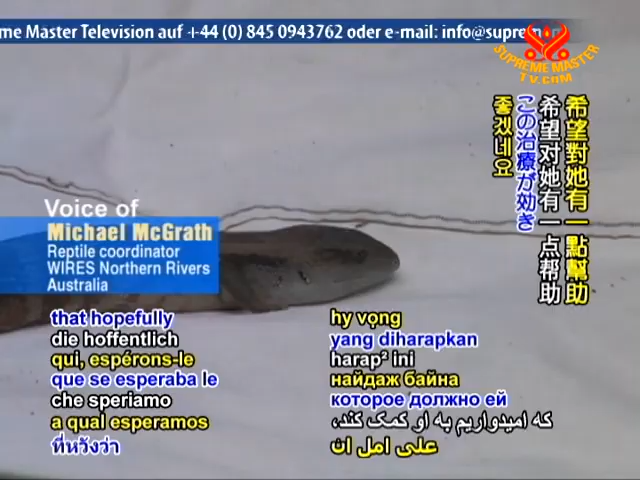 me Master Television auf +44 (0) 845 0943762 oder e-mail: info@suprem
SUPREME MASTER
TV.COM
希望對她有一點幫助
希望对她有一点帮助
この治療が効き
좋겠네요
Voice of
Michael McGrath
Reptile coordinator
WIRES Northern Rivers
Australia
that hopefully
die hoffentlich
qui, espérons-le
que se esperaba le
che speriamo
a qual esperamos
ที่หวังว่า
hy vọng
yang diharapkan
harap² ini
найдаж байна
которое должно ей
که امیدواریم به او کمک کند،
على امل ان